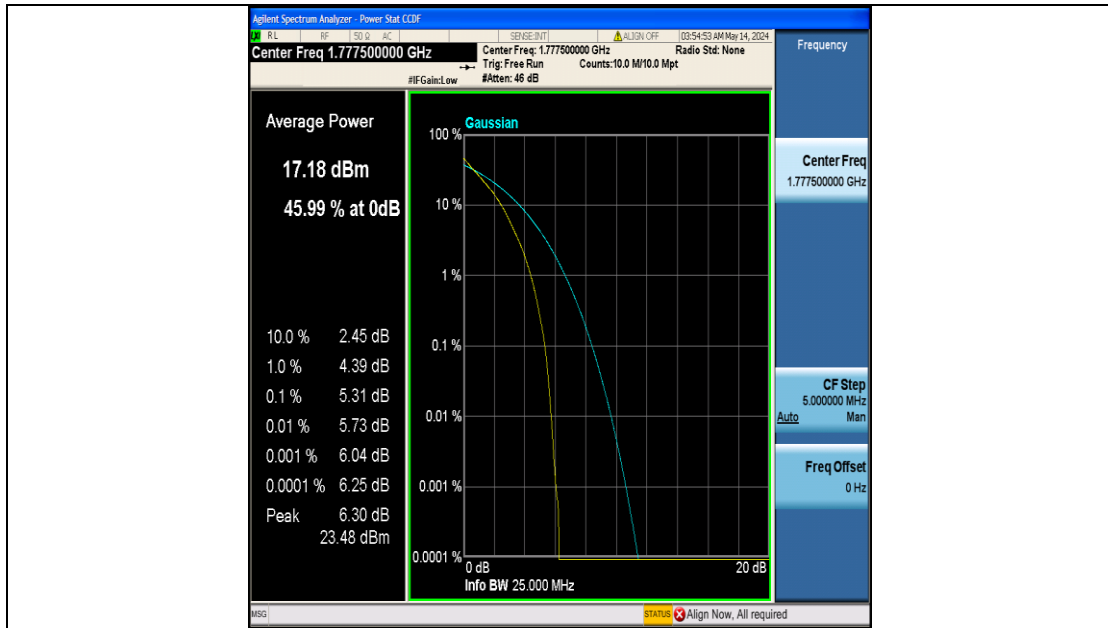 Agilent Spectrum Analyzer - Power Stat CCDF
RL RF 50 Ω AC SENSE:INT ALIGN OFF 03:54:53 AM May 14, 2024
Center Freq 1.777500000 GHz
Center Freq: 1.777500000 GHz Radio Std: None
Trig: Free Run Counts:10.0 M/10.0 Mpt
#IFGain:Low #Atten: 46 dB
Frequency
Average Power
17.18 dBm
45.99 % at 0dB
10.0 % 2.45 dB
1.0 % 4.39 dB
0.1 % 5.31 dB
0.01 % 5.73 dB
0.001 % 6.04 dB
0.0001 % 6.25 dB
Peak 6.30 dB
23.48 dBm
Gaussian
100 %
10 %
1 %
0.1 %
0.01 %
0.001 %
0.0001 %
0 dB 20 dB
Info BW 25.000 MHz
Center Freq
1.777500000 GHz
CF Step
5.000000 MHz
Auto Man
Freq Offset
0 Hz
MSG STATUS Align Now, All required